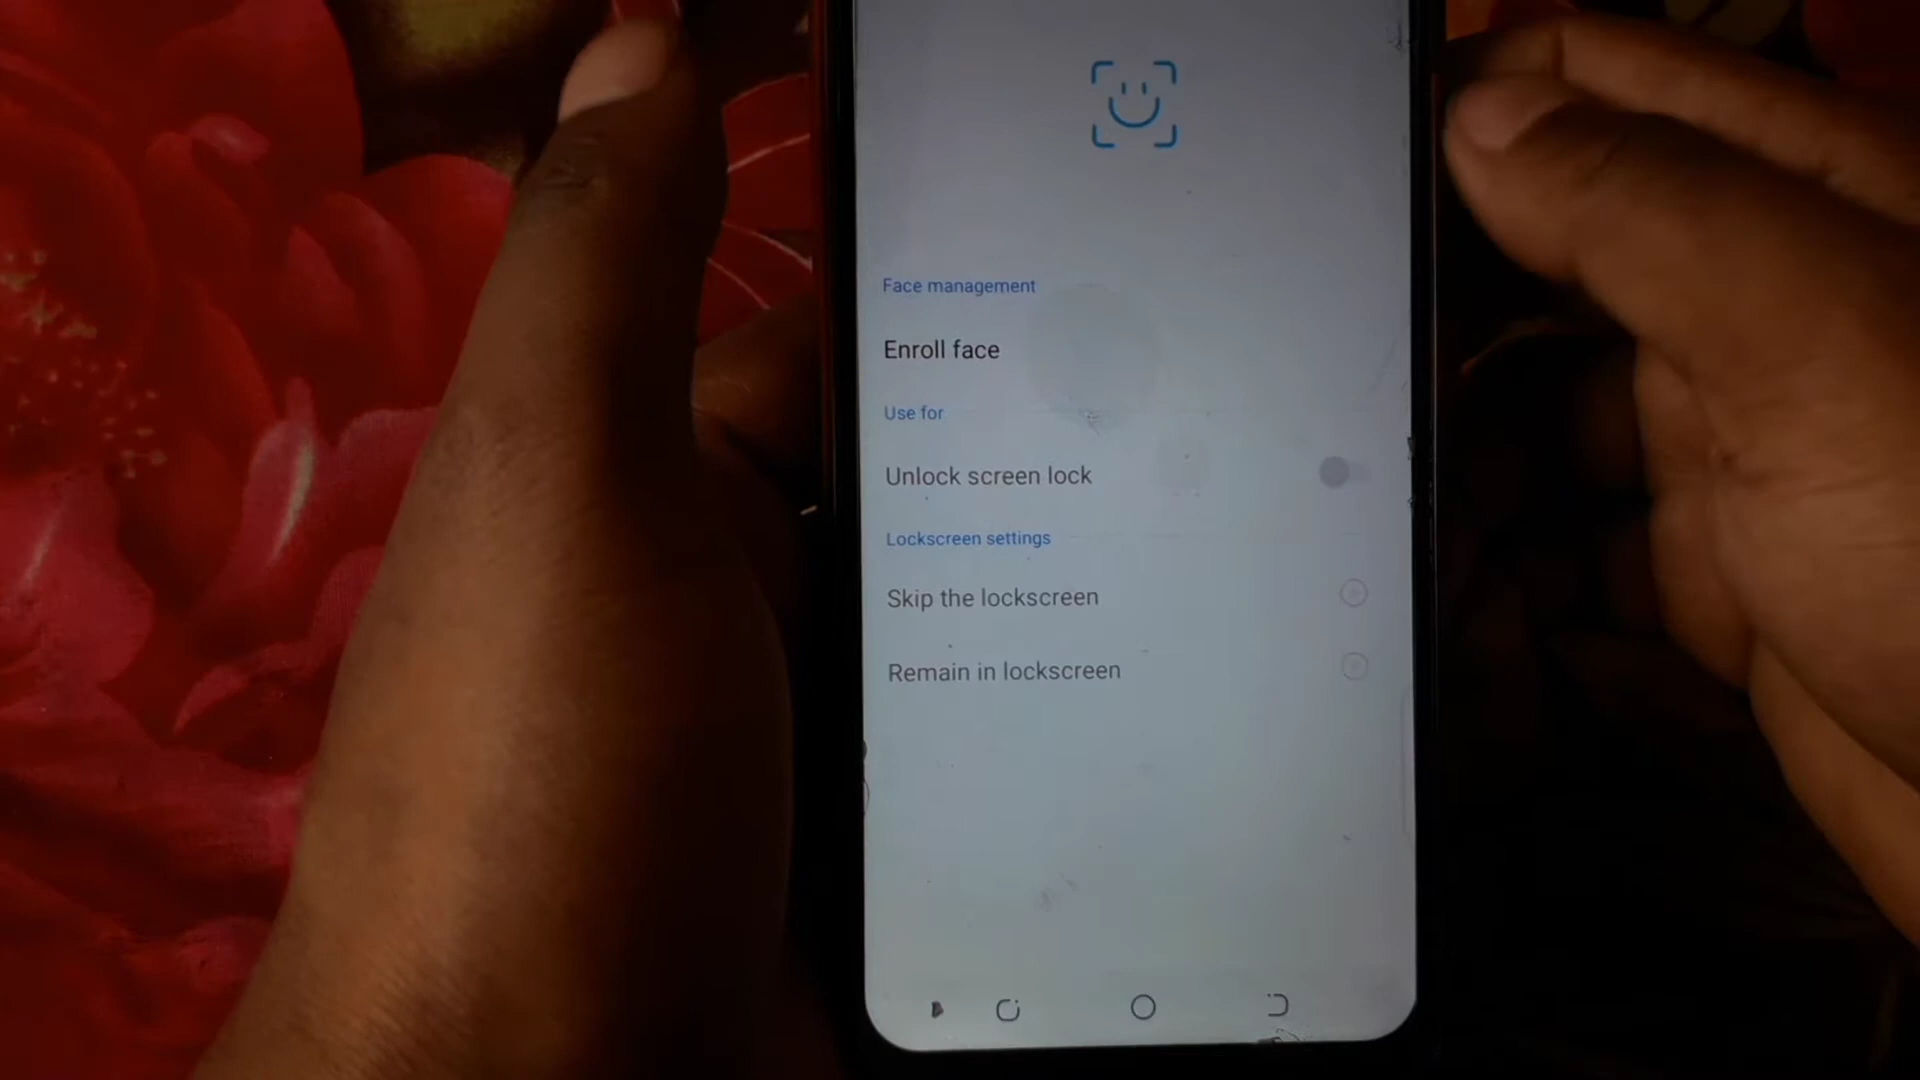 Face management
Enroll face
Use for
Unlock screen lock
Lockscreen settings
Skip the lockscreen
Remain in lockscreen